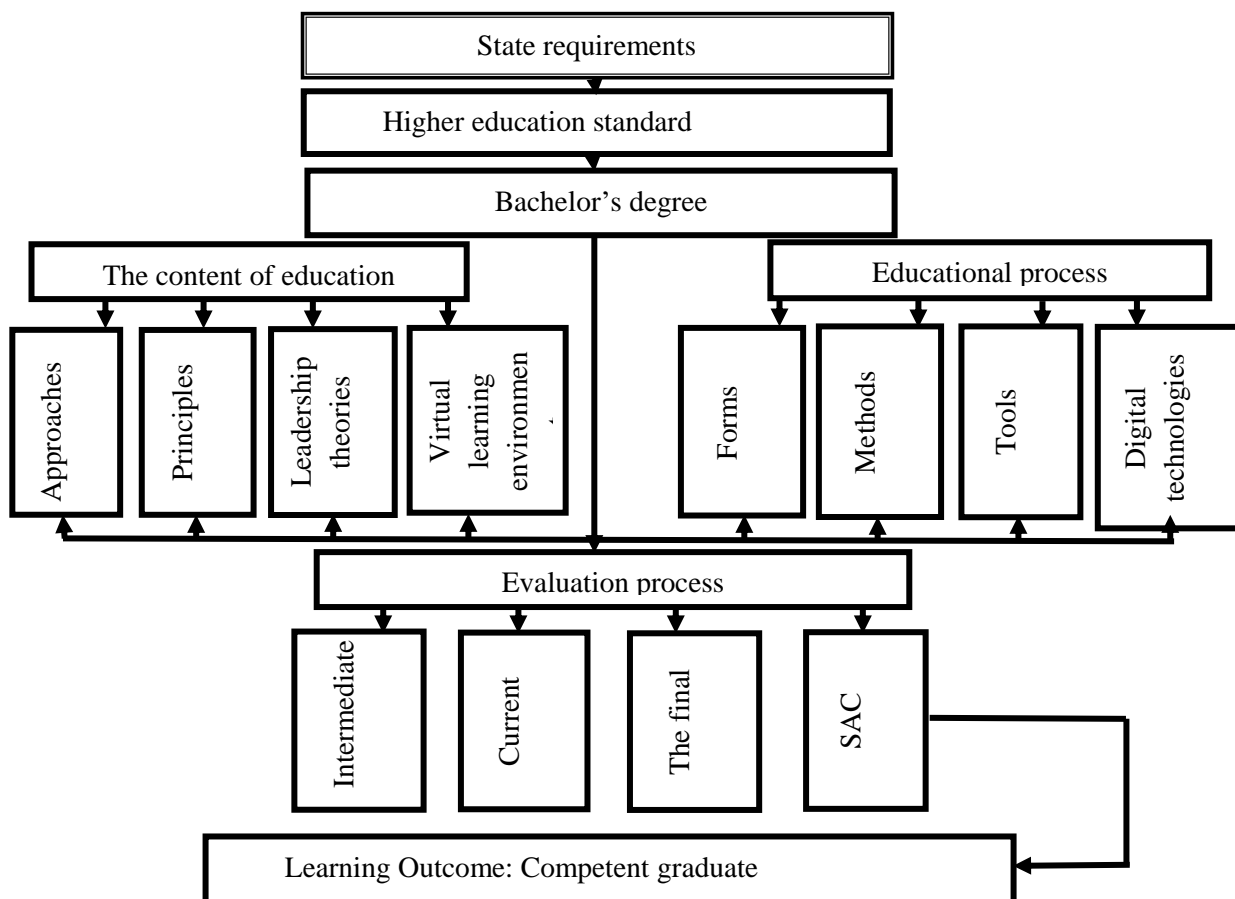 State requirements
Higher education standard
Bachelor’s degree
The content of education
Educational process
Approaches
Principles
Leadership
theories
Virtual
learning
environmen
Forms
Methods
Tools
Digital
technologies
Evaluation process
Intermediate
Current
The final
SAC
Learning Outcome: Competent graduate